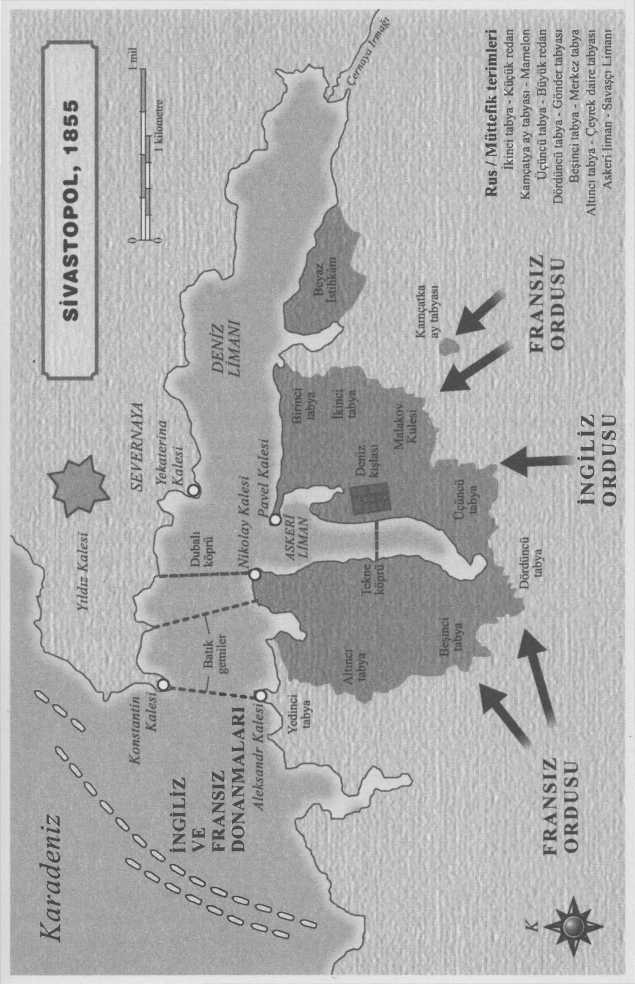 SİVASTOPOL, 1855
0
1 mil
0
1 kilometre
Karadeniz
Yıldız Kalesi
SEVERNAYA
Yekaterina
Kalesi
Konstantin
Kalesi
Dubalı
köprü
DENİZ
LİMANI
Çernaya Irmağı
İNGİLİZ
VE
FRANSIZ
DONANMALARI
Batık
gemiler
Nikolay Kalesi
Pavel Kalesi
Aleksandr Kalesi
ASKERİ
LİMAN
Yedinci
tabya
Birinci
tabya
İkinci
tabya
Beyaz
İstihkâm
Altıncı
tabya
Tekne
köprü
Deniz
kışlası
Malakov
Kulesi
Kamçatka
ay tabyası
Beşinci
tabya
Üçüncü
tabya
Dördüncü
tabya
FRANSIZ
ORDUSU
İNGİLİZ
ORDUSU
FRANSIZ
ORDUSU
K
Rus / Müttefik terimleri
İkinci tabya - Küçük redan
Kamçatya ay tabyası - Mamelon
Üçüncü tabya - Büyük redan
Dördüncü tabya - Gönder tabyası
Beşinci tabya - Merkez tabya
Altıncı tabya - Çeyrek daire tabyası
Askeri liman - Savaşçı Limanı